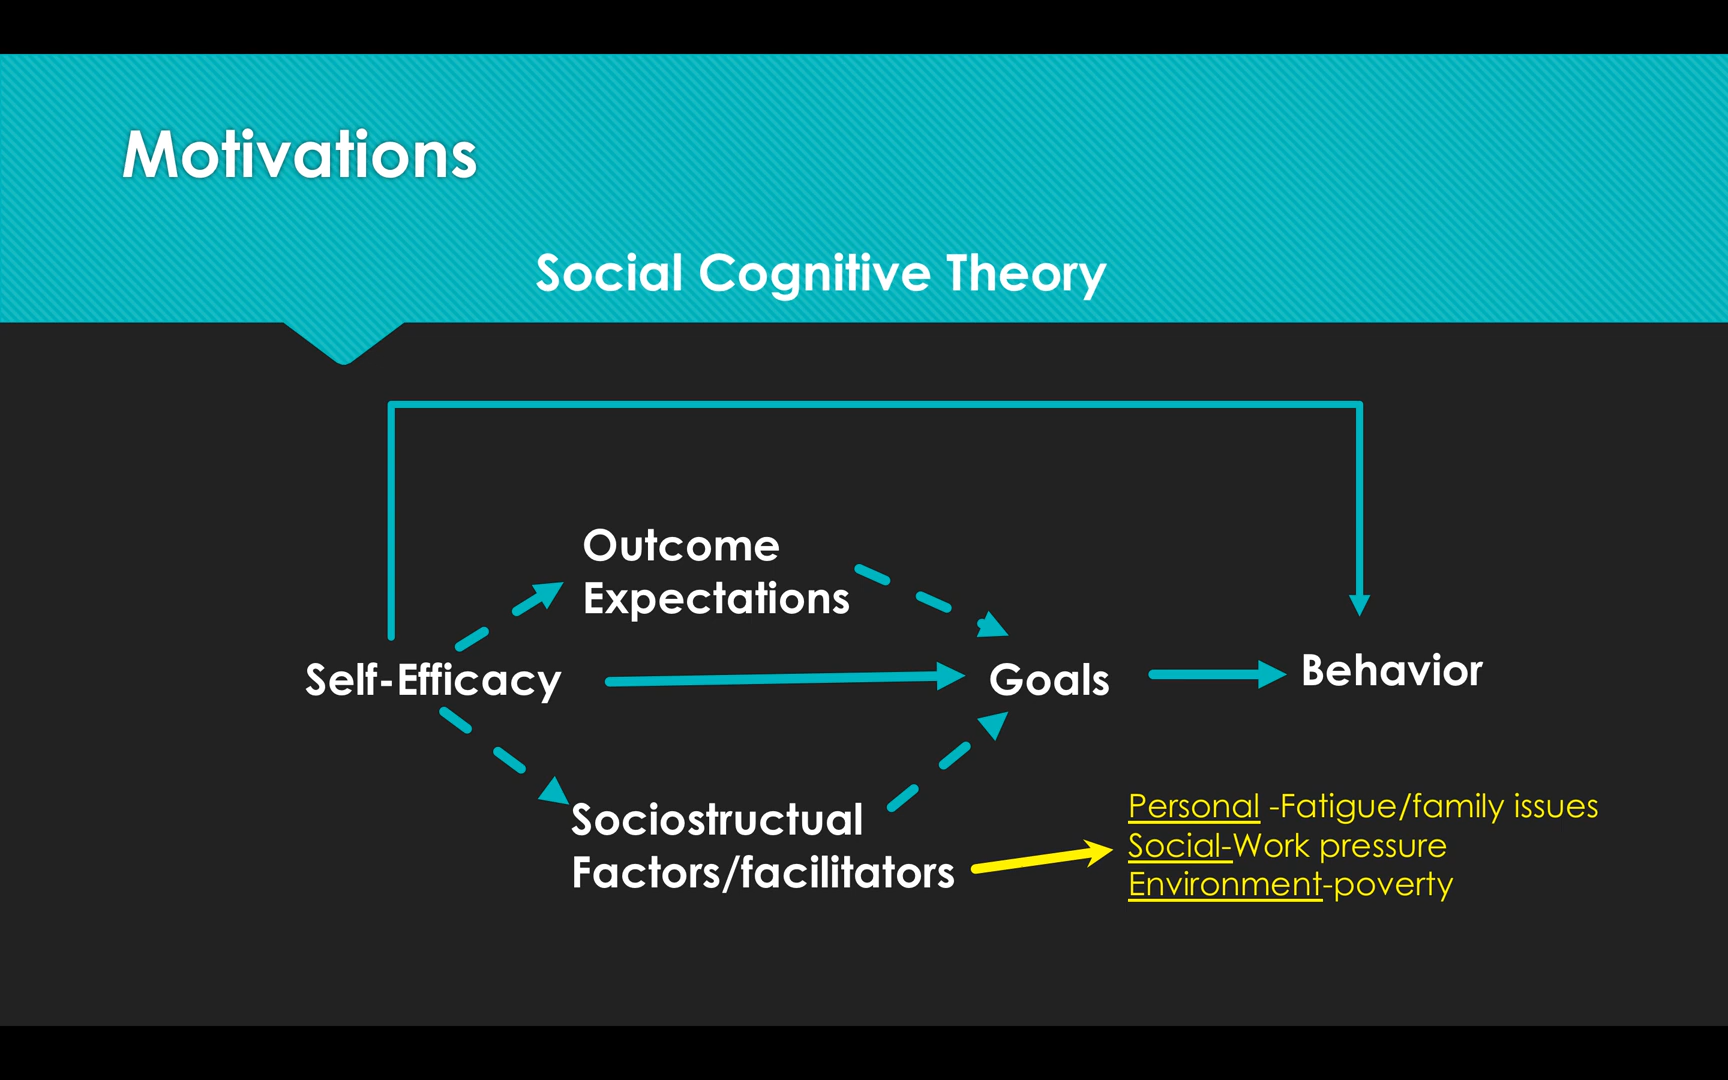 Motivations
Social Cognitive Theory
Outcome
Expectations
Self-Efficacy
Goals
Behavior
Sociostructual
Factors/facilitators
Personal -Fatigue/family issues
Social-Work pressure
Environment-poverty